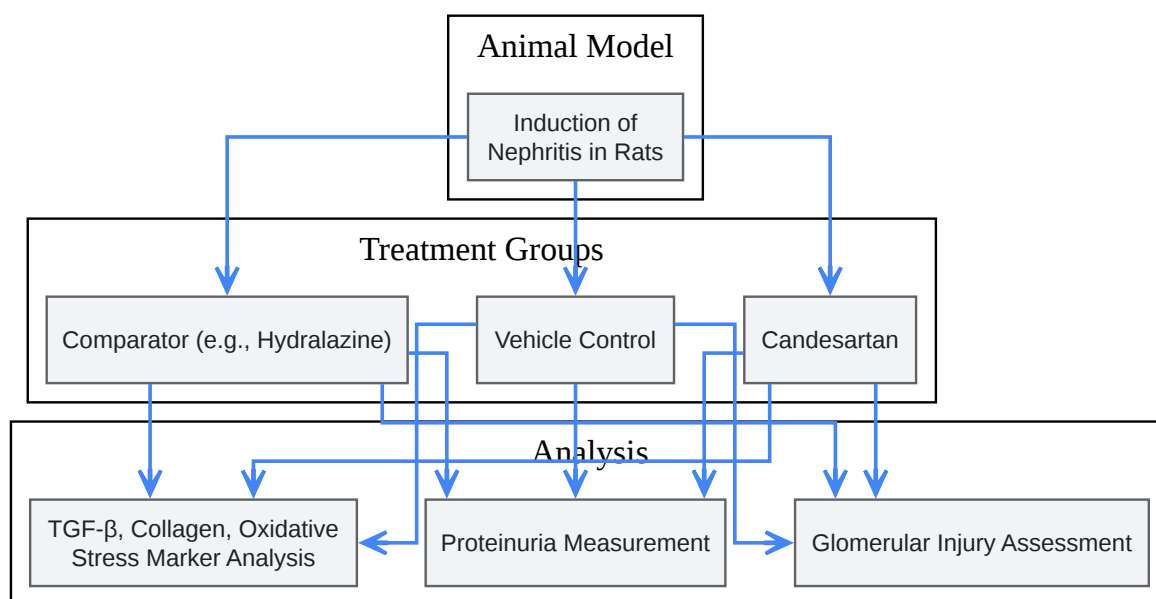 Animal Model
Induction of
Nephritis in Rats
Treatment Groups
Comparator (e.g., Hydralazine)
Vehicle Control
Candesartan
Analysis
TGF-β, Collagen, Oxidative
Stress Marker Analysis
Proteinuria Measurement
Glomerular Injury Assessment